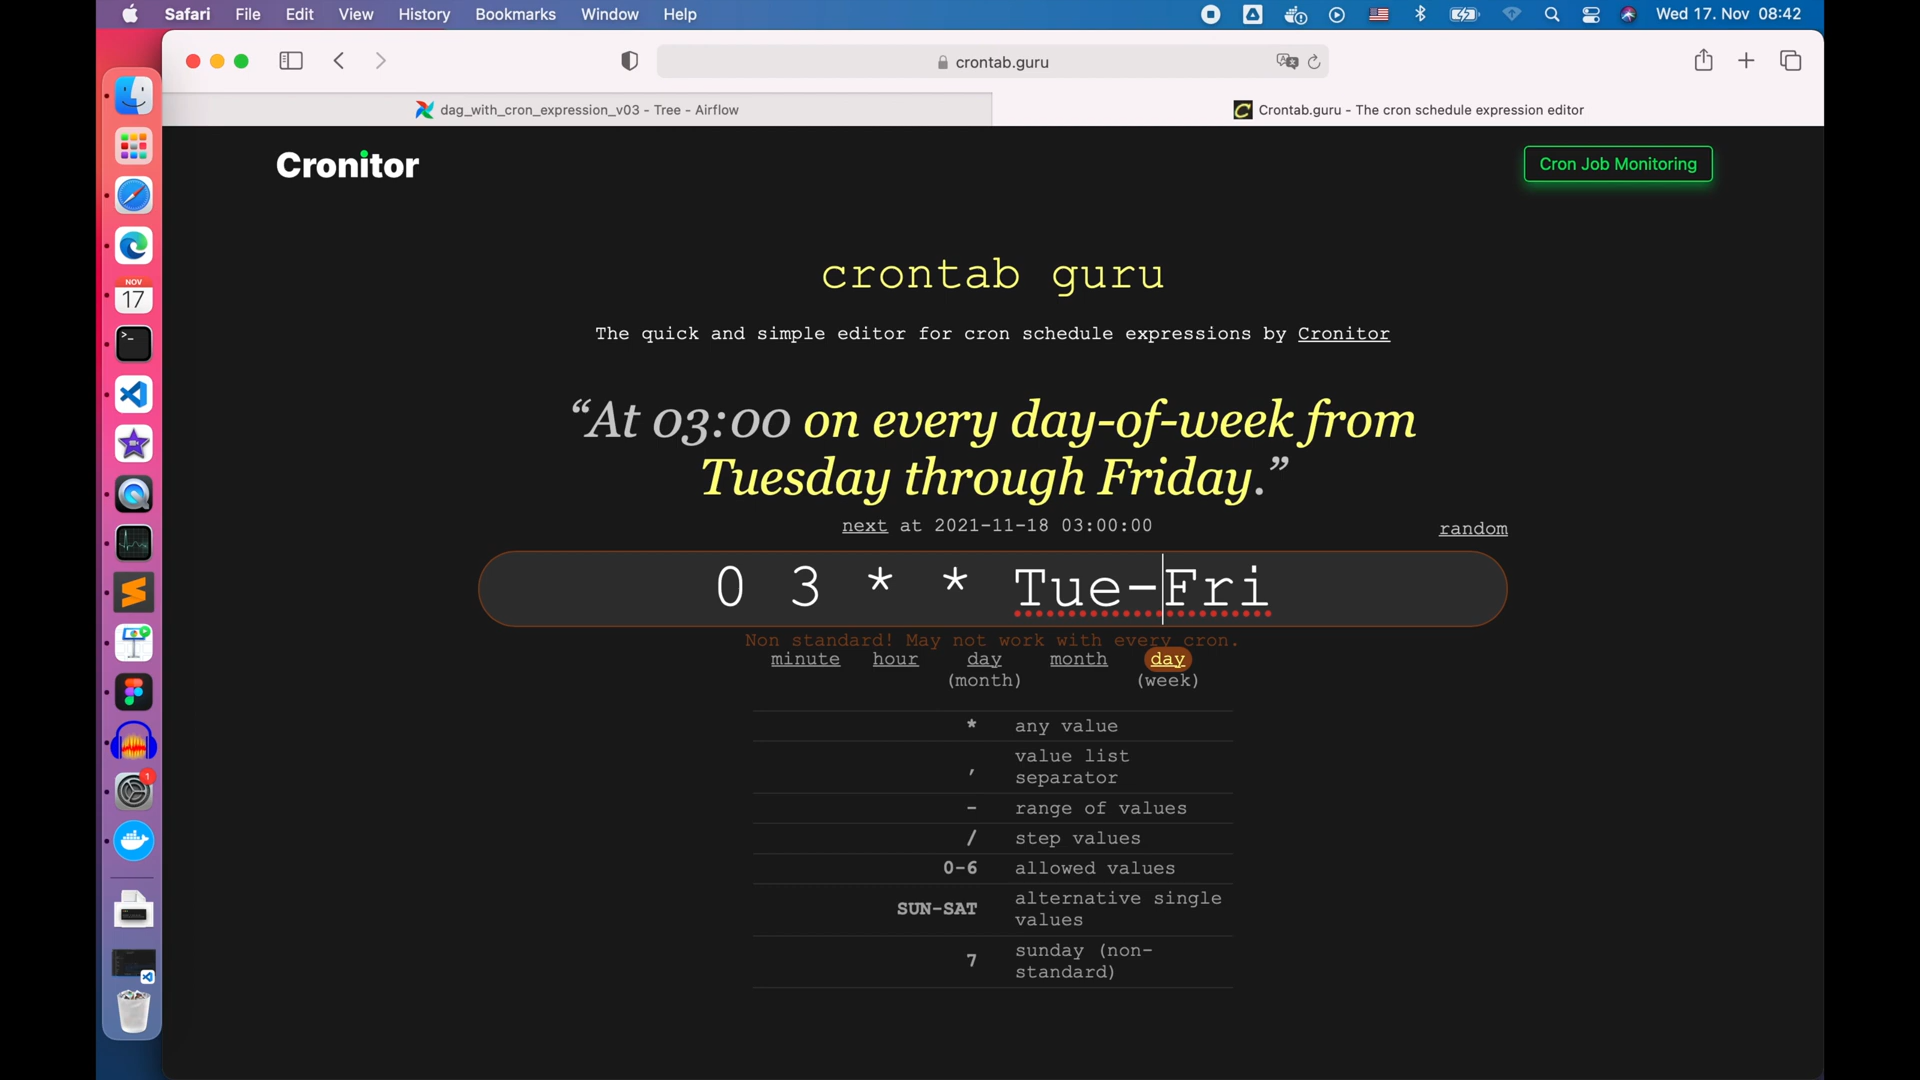 Safari File Edit View History Bookmarks Window Help Wed 17. Nov 08:42
crontab.guru
dag_with_cron_expression_v03 - Tree - Airflow
Crontab.guru - The cron schedule expression editor
NOV
17
1
Cronitor
Cron Job Monitoring
crontab guru
The quick and simple editor for cron schedule expressions by Cronitor
“At 03:00 on every day-of-week from
Tuesday through Friday.”
next at 2021-11-18 03:00:00
random
0 3 * * Tue-Fri
Non standard! May not work with every cron.
minute hour day month day
(month) (week)
* any value
, value list
separator
- range of values
/ step values
0-6 allowed values
SUN-SAT alternative single
values
7 sunday (non-
standard)